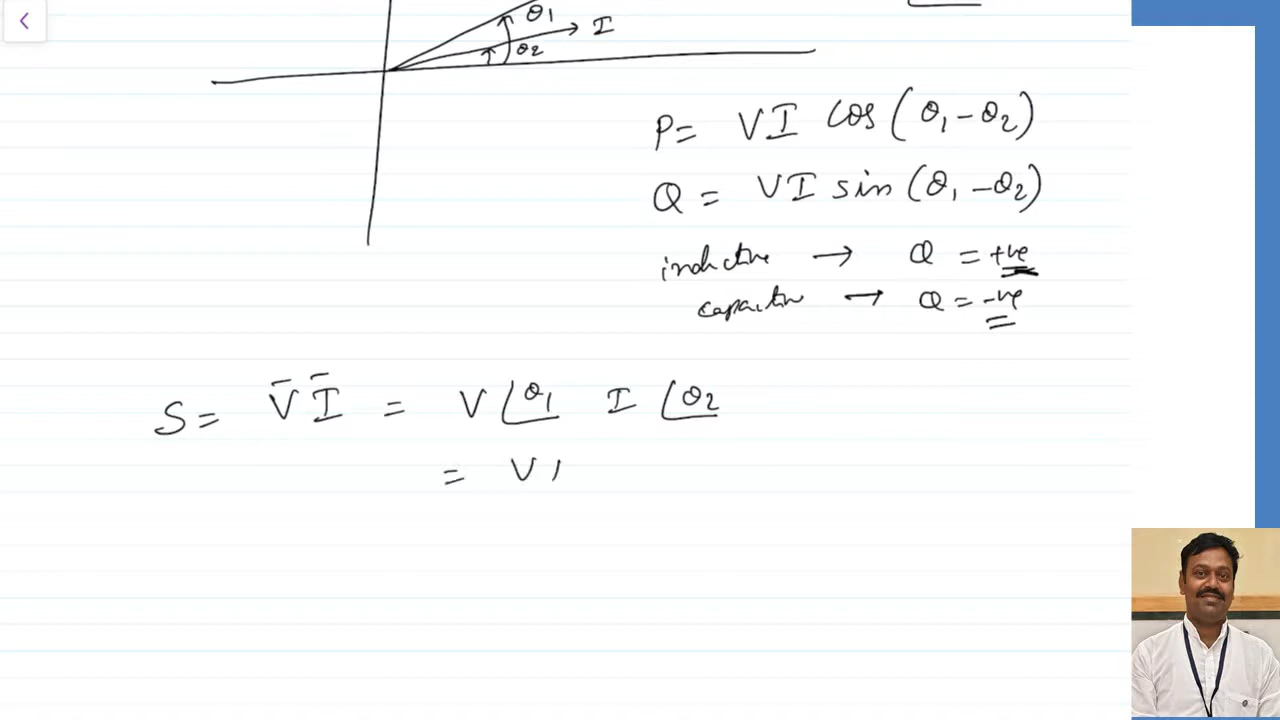 θ1
I
θ2
P = VI cos (θ1 - θ2)
Q = VI sin (θ1 - θ2)
inductive → Q = +ve
capacitive → Q = -ve
S = V̄ Ī = V∠θ1 I∠θ2
= V